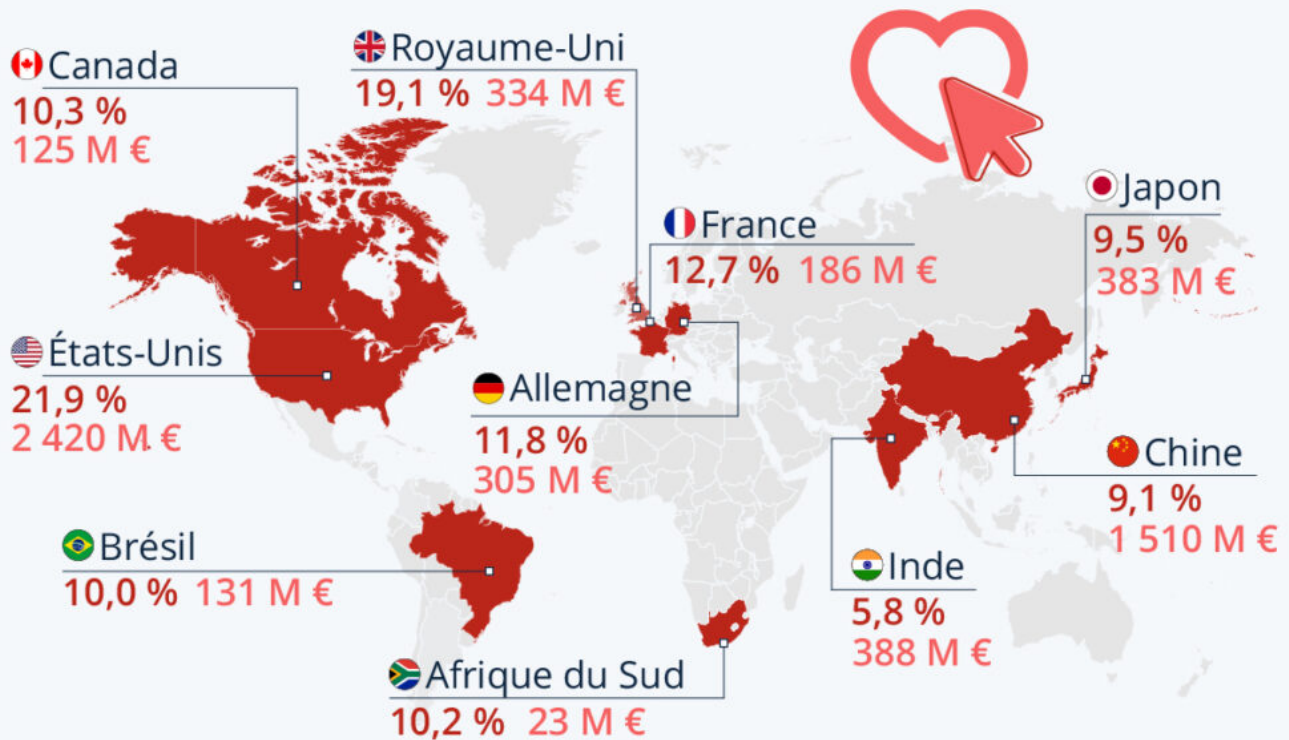 Canada
10,3 %
125 M €
Royaume-Uni
19,1 % 334 M €
Japon
9,5 %
383 M €
France
12,7 % 186 M €
États-Unis
21,9 %
2 420 M €
Allemagne
11,8 %
305 M €
Chine
9,1 %
1 510 M €
Brésil
10,0 % 131 M €
Inde
5,8 %
388 M €
Afrique du Sud
10,2 % 23 M €